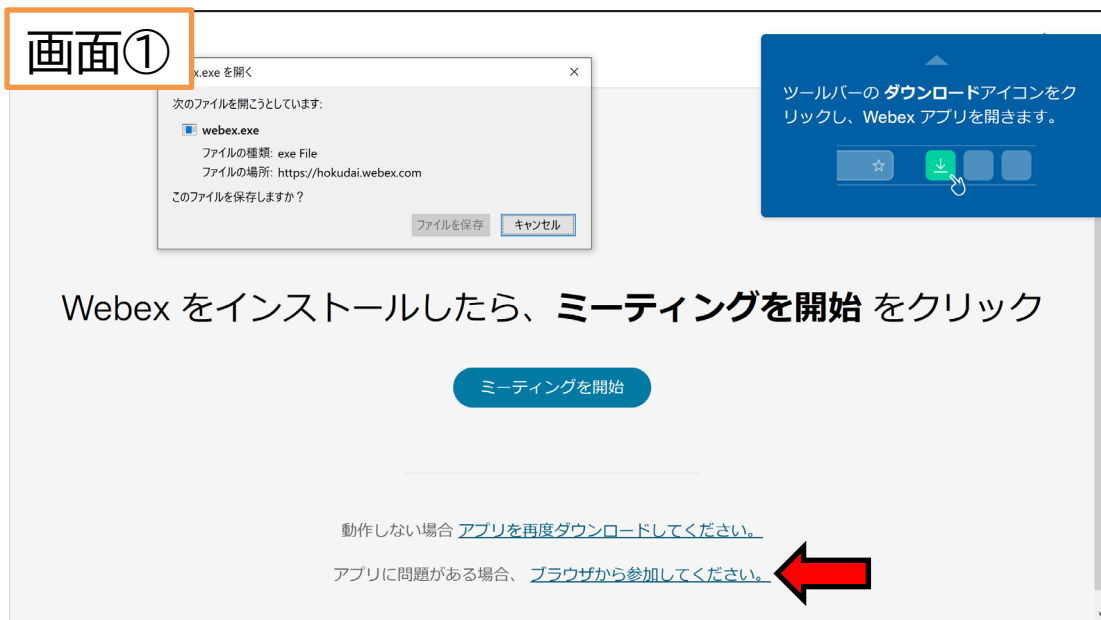 画面①
x.exe を開く
次のファイルを開こうとしています:
webex.exe
ファイルの種類: exe File
ファイルの場所: https://hokudai.webex.com
このファイルを保存しますか？
ファイルを保存
キャンセル
ツールバーの ダウンロードアイコンをク
リックし、Webex アプリを開きます。
Webex をインストールしたら、ミーティングを開始 をクリック
ミーティングを開始
動作しない場合 アプリを再度ダウンロードしてください。
アプリに問題がある場合、 ブラウザから参加してください。